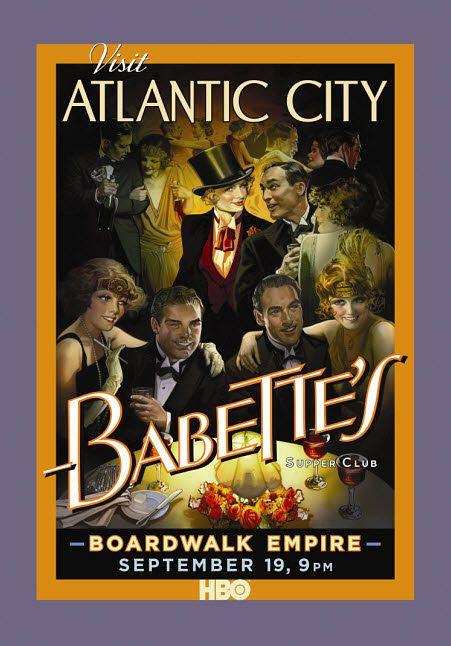 Visit
ATLANTIC CITY
BABETTE'S
SUPPER CLUB
–BOARDWALK EMPIRE–
SEPTEMBER 19, 9PM
HBO